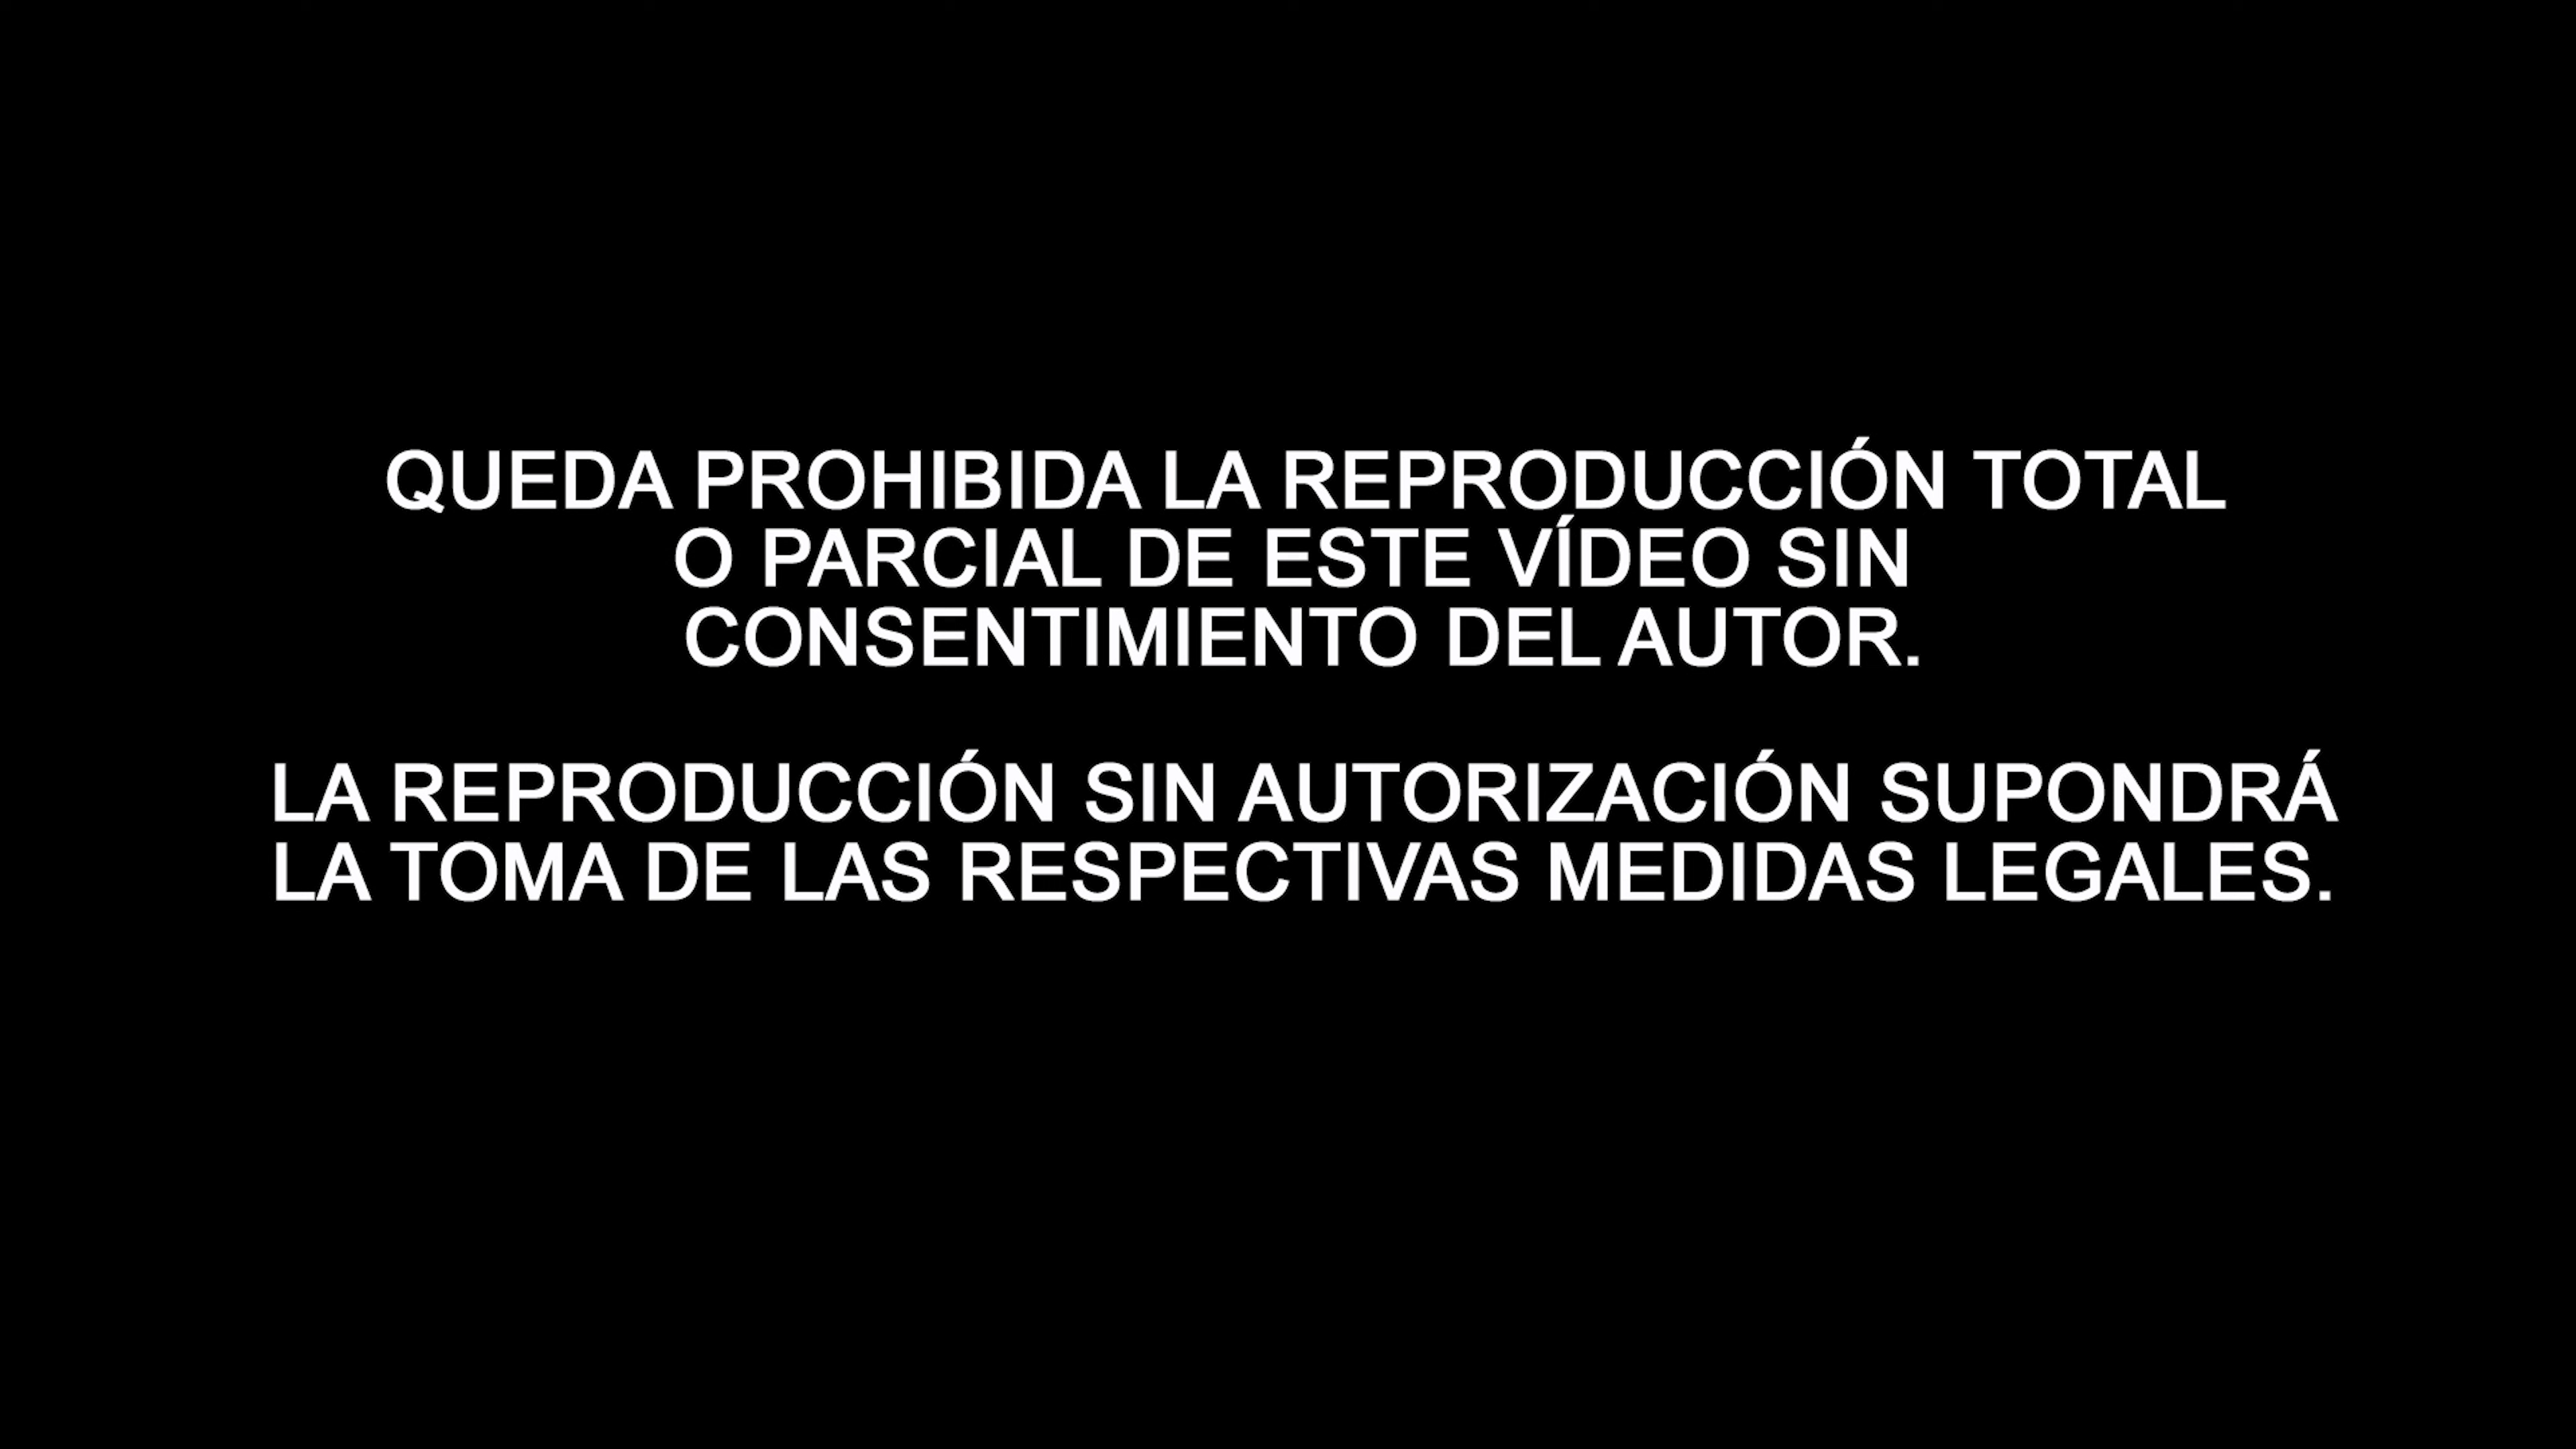 QUEDA PROHIBIDA LA REPRODUCCIÓN TOTAL
O PARCIAL DE ESTE VÍDEO SIN
CONSENTIMIENTO DEL AUTOR.
LA REPRODUCCIÓN SIN AUTORIZACIÓN SUPONDRÁ
LA TOMA DE LAS RESPECTIVAS MEDIDAS LEGALES.